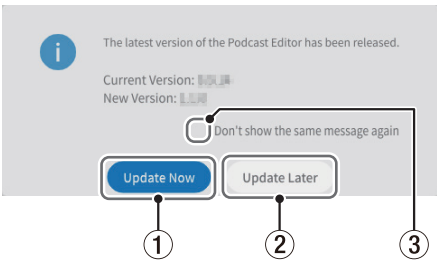 The latest version of the Podcast Editor has been released.
Current Version:
New Version:
Don't show the same message again
Update Now
Update Later
1
2
3